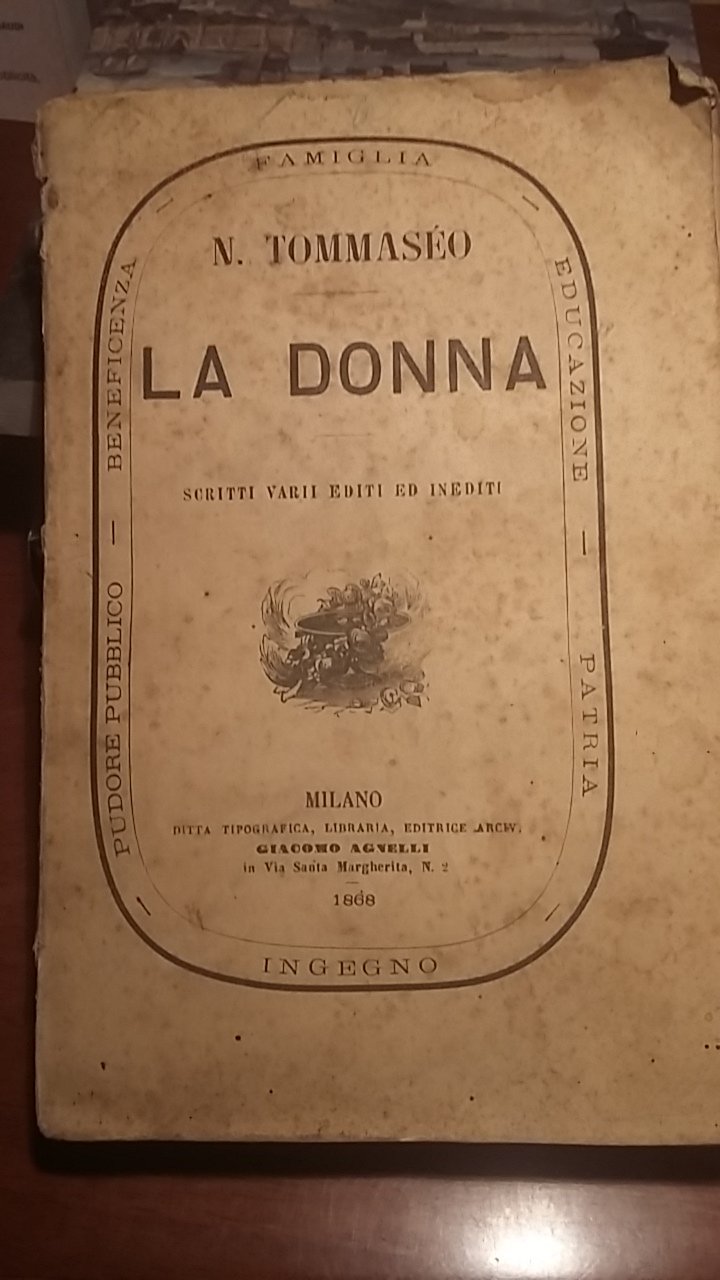 FAMIGLIA
N. TOMMASÉO
LA DONNA
SCRITTI VARII EDITI ED INEDITI
MILANO
DITTA TIPOGRAFICA, LIBRARIA, EDITRICE ARCIV.
GIACOMO AGNELLI
in Via Santa Margherita, N. 2
1868
EDUCAZIONE — PATRIA
INGEGNO
PUDORE PUBBLICO — BENEFICENZA